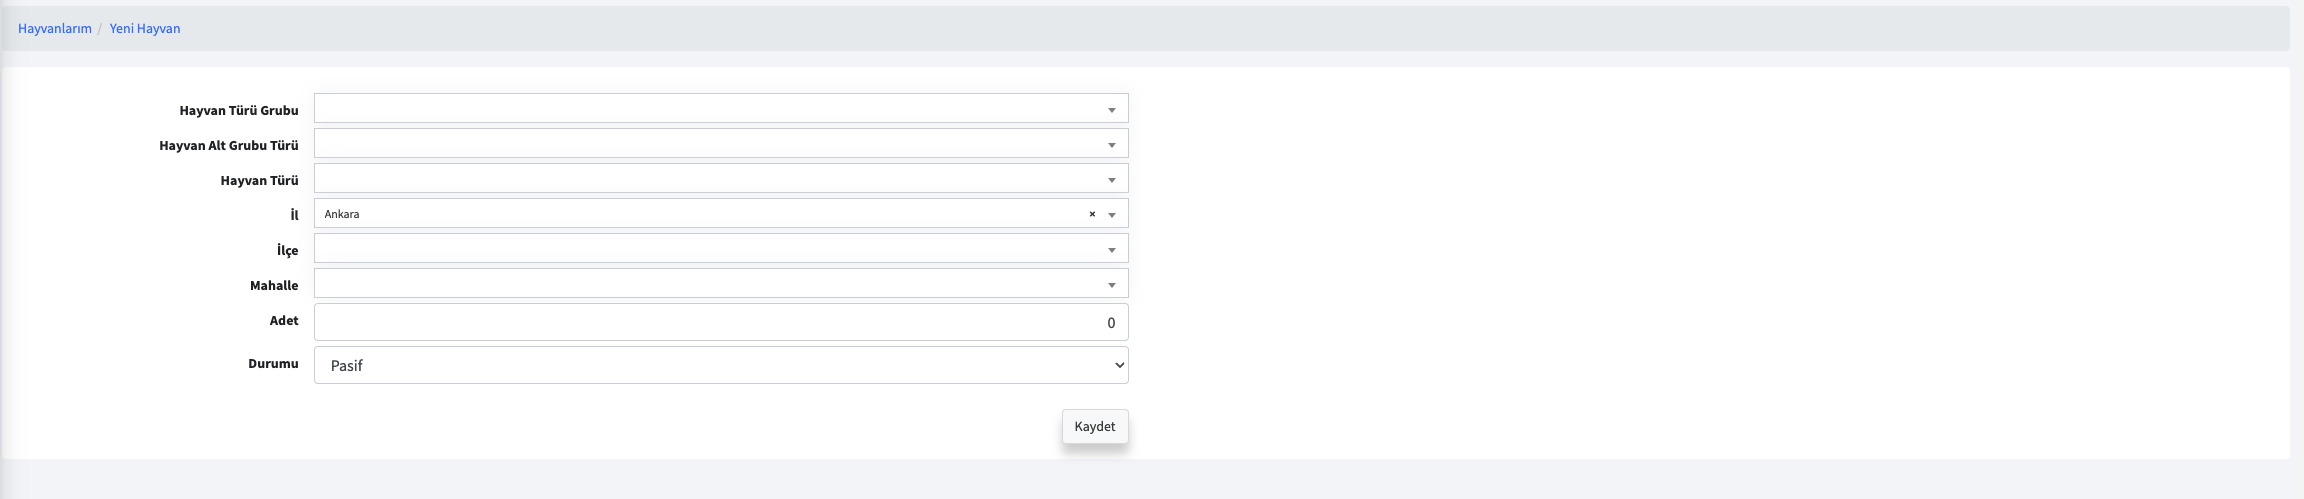 Hayvanlarım / Yeni Hayvan
Hayvan Türü Grubu
Hayvan Alt Grubu Türü
Hayvan Türü
İl Ankara ×
İlçe
Mahalle
Adet 0
Durumu Pasif
Kaydet